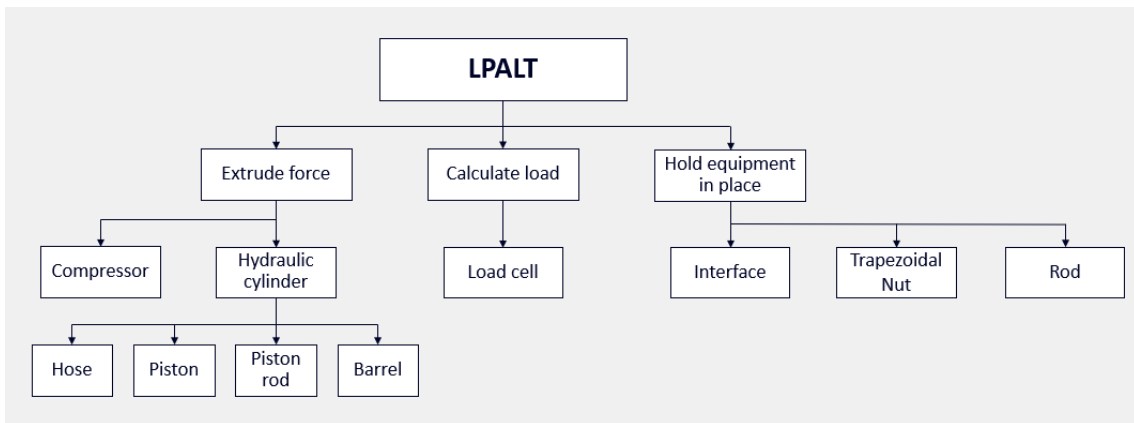 LPALT
Extrude force
Calculate load
Hold equipment
in place
Compressor
Hydraulic
cylinder
Load cell
Interface
Trapezoidal
Nut
Rod
Hose
Piston
Piston
rod
Barrel